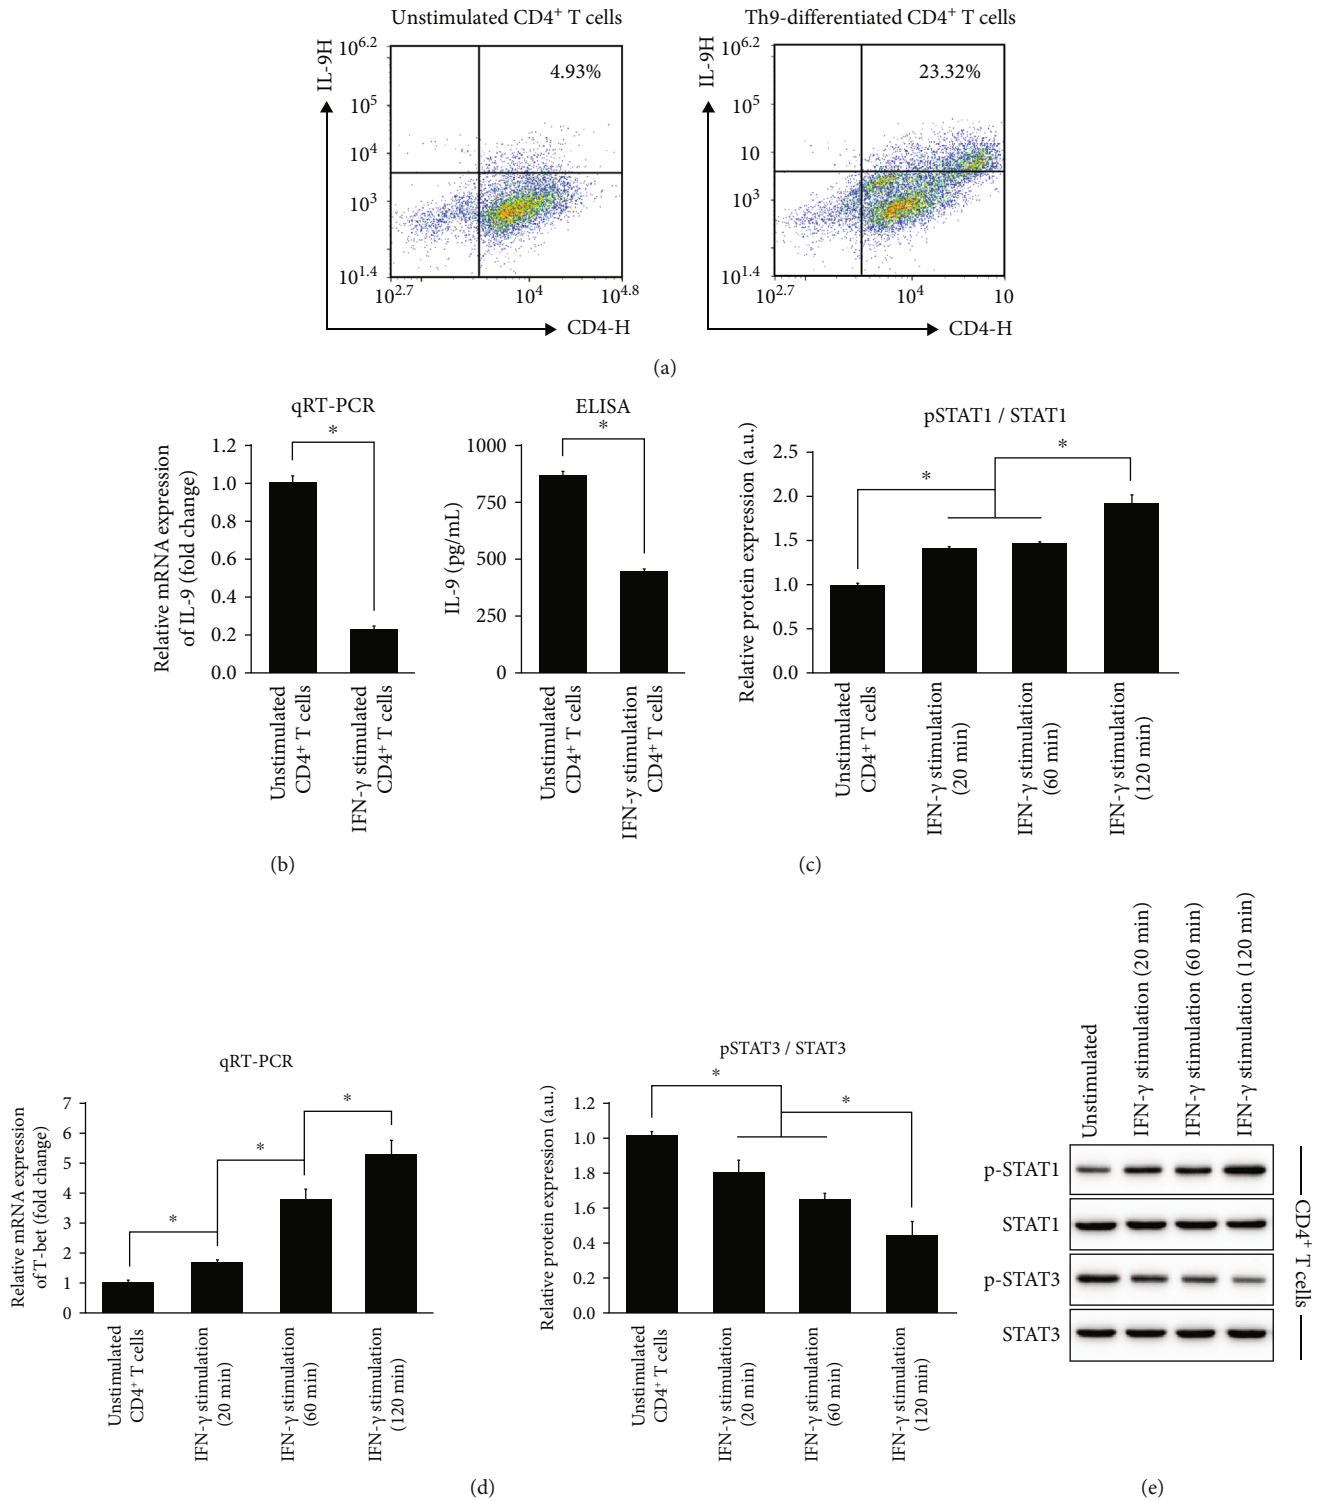 Unstimulated CD4⁺ T cells
IL-9H
10^6.2
10^5
10^4
10^3
10^1.4
4.93%
10^2.7
10^4
10^4.8
CD4-H
Th9-differentiated CD4⁺ T cells
IL-9H
10^6.2
10^5
10
10^3
10^1.4
23.32%
10^2.7
10^4
10
CD4-H
(a)
qRT-PCR
*
Relative mRNA expression
of IL-9 (fold change)
1.2
1.0
0.8
0.6
0.4
0.2
0.0
Unstimulated
CD4⁺ T cells
IFN-γ stimulated
CD4⁺ T cells
ELISA
*
IL-9 (pg/mL)
1000
750
500
250
0
Unstimulated
CD4⁺ T cells
IFN-γ stimulation
CD4⁺ T cells
(b)
pSTAT1 / STAT1
*
*
Relative protein expression (a.u.)
2.5
2.0
1.5
1.0
0.5
0.0
Unstimulated
CD4⁺ T cells
IFN-γ stimulation
(20 min)
IFN-γ stimulation
(60 min)
IFN-γ stimulation
(120 min)
(c)
qRT-PCR
*
*
*
Relative mRNA expression
of T-bet (fold change)
7
6
5
4
3
2
1
0
Unstimulated
CD4⁺ T cells
IFN-γ stimulation
(20 min)
IFN-γ stimulation
(60 min)
IFN-γ stimulation
(120 min)
pSTAT3 / STAT3
*
*
Relative protein expression (a.u.)
1.2
1.0
1.8
1.6
0.4
0.2
0.0
Unstimulated
CD4⁺ T cells
IFN-γ stimulation
(20 min)
IFN-γ stimulation
(60 min)
IFN-γ stimulation
(120 min)
(d)
Unstimulated
IFN-γ stimulation (20 min)
IFN-γ stimulation (60 min)
IFN-γ stimulation (120 min)
p-STAT1
STAT1
p-STAT3
STAT3
CD4⁺ T cells
(e)